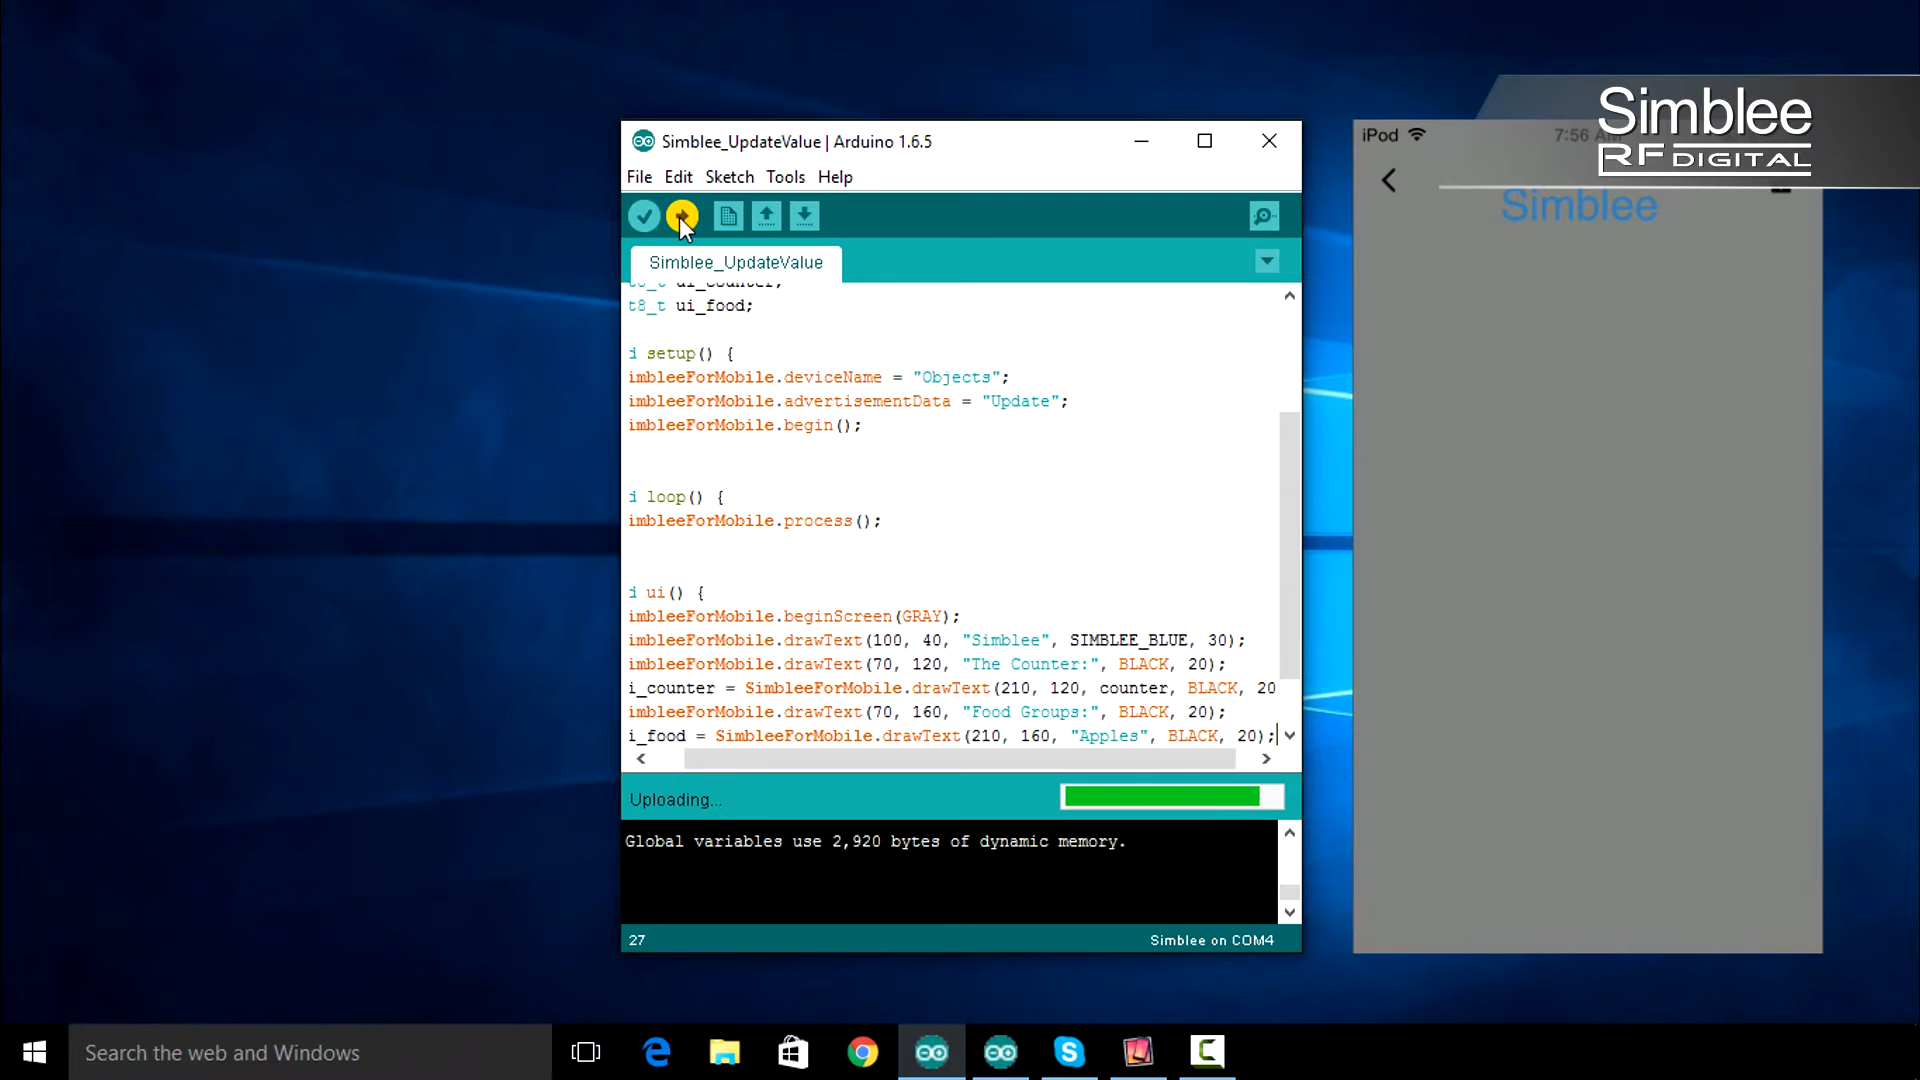 Simblee
RF DIGITAL
Simblee_UpdateValue | Arduino 1.6.5
File Edit Sketch Tools Help
Simblee_UpdateValue
t8_t ui_counter;
t8_t ui_food;
d setup() {
imbleeForMobile.deviceName = "Objects";
imbleeForMobile.advertisementData = "Update";
imbleeForMobile.begin();
d loop() {
imbleeForMobile.process();
d ui() {
imbleeForMobile.beginScreen(GRAY);
imbleeForMobile.drawText(100, 40, "Simblee", SIMBLEE_BLUE, 30);
imbleeForMobile.drawText(70, 120, "The Counter:", BLACK, 20);
i_counter = SimbleeForMobile.drawText(210, 120, counter, BLACK, 20
imbleeForMobile.drawText(70, 160, "Food Groups:", BLACK, 20);
i_food = SimbleeForMobile.drawText(210, 160, "Apples", BLACK, 20);
Uploading...
Global variables use 2,920 bytes of dynamic memory.
27
Simblee on COM4
iPod
7:56 AM
Simblee
Search the web and Windows